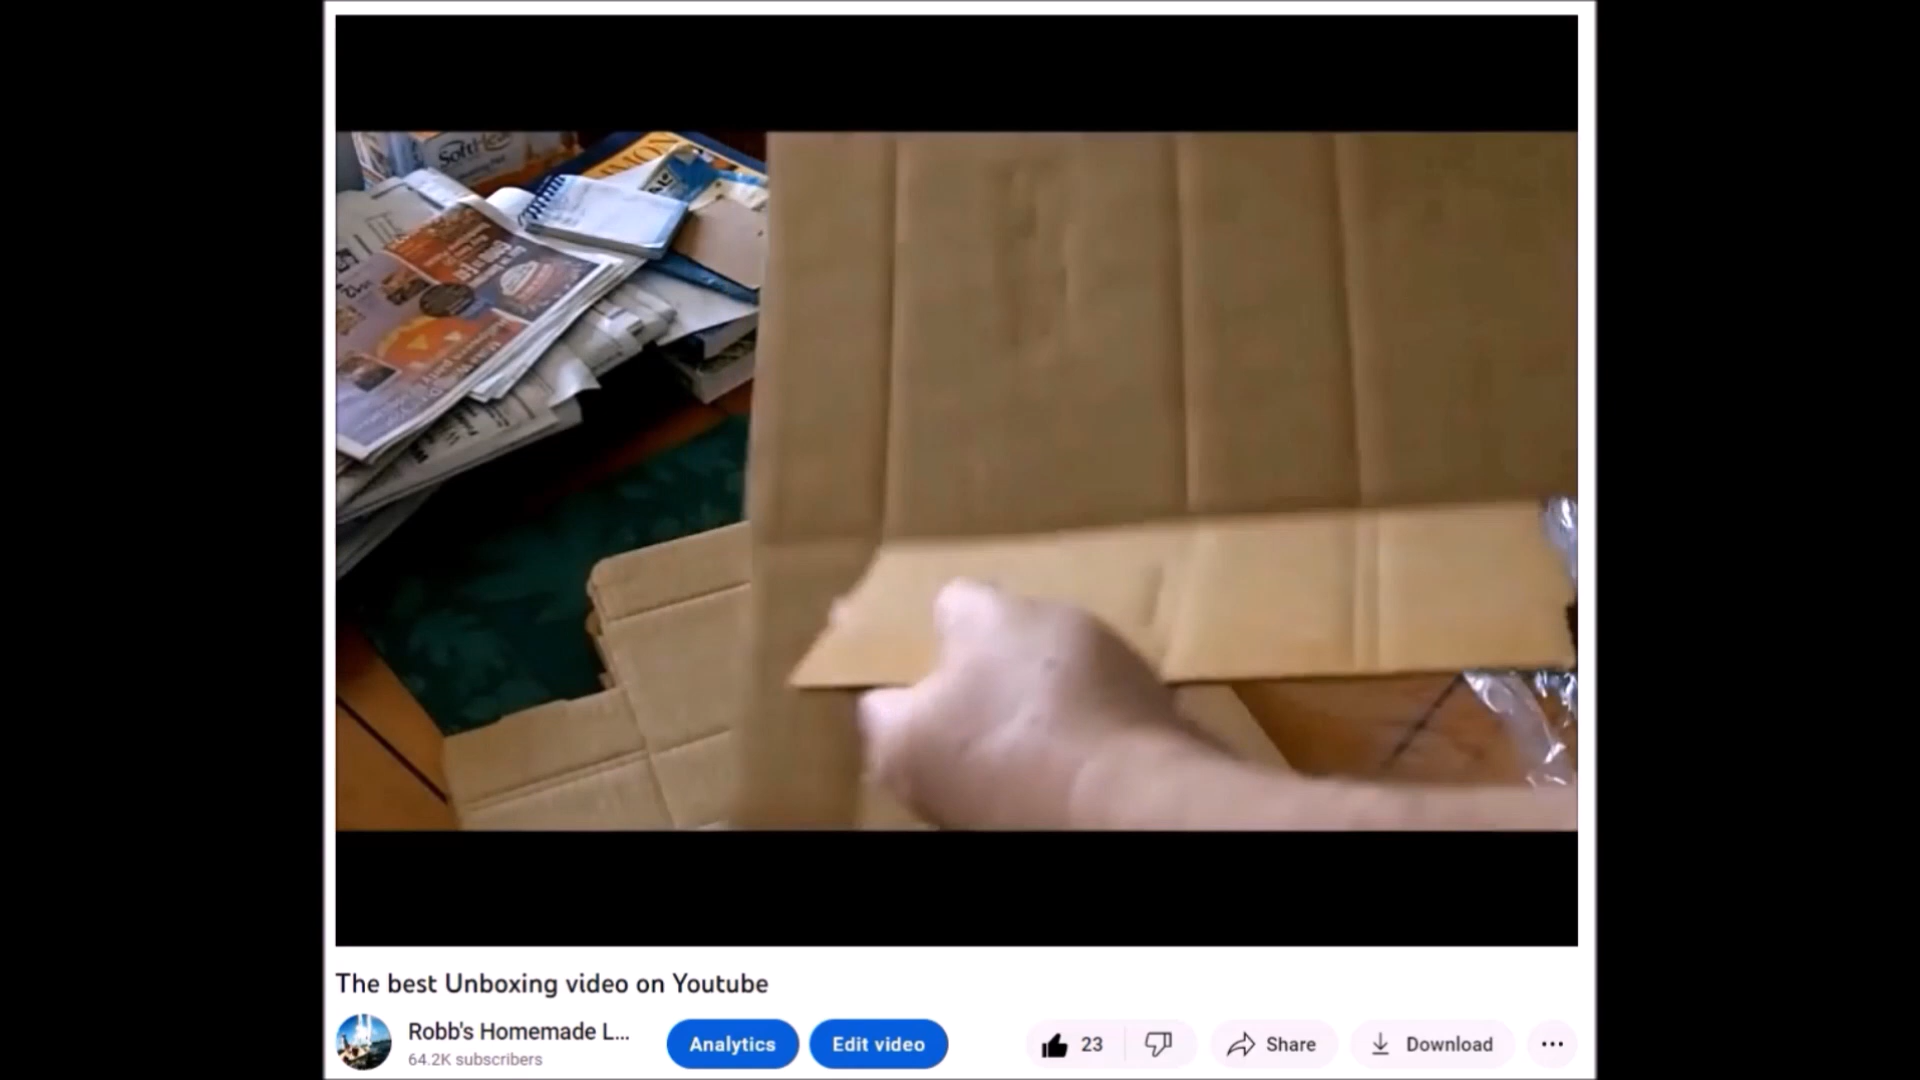 The best Unboxing video on Youtube
Robb's Homemade L...
64.2K subscribers
Analytics
Edit video
23
Share
Download